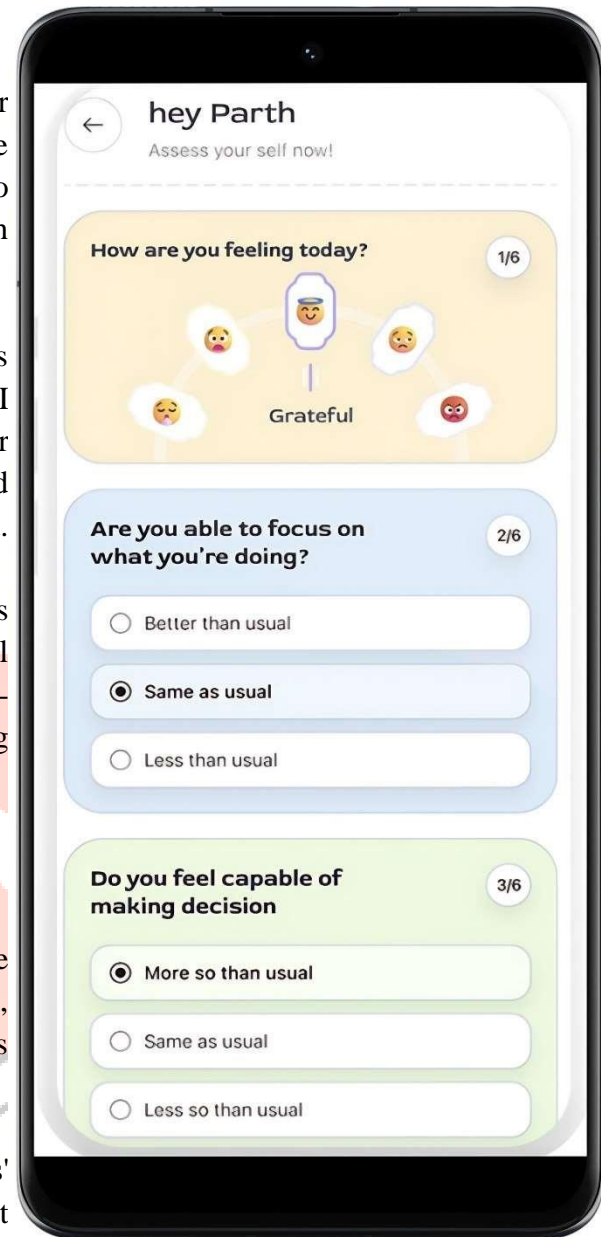 hey Parth
Assess your self now!
How are you feeling today?
1/6
Grateful
Are you able to focus on
what you're doing?
2/6
Better than usual
Same as usual
Less than usual
Do you feel capable of
making decision
3/6
More so than usual
Same as usual
Less so than usual